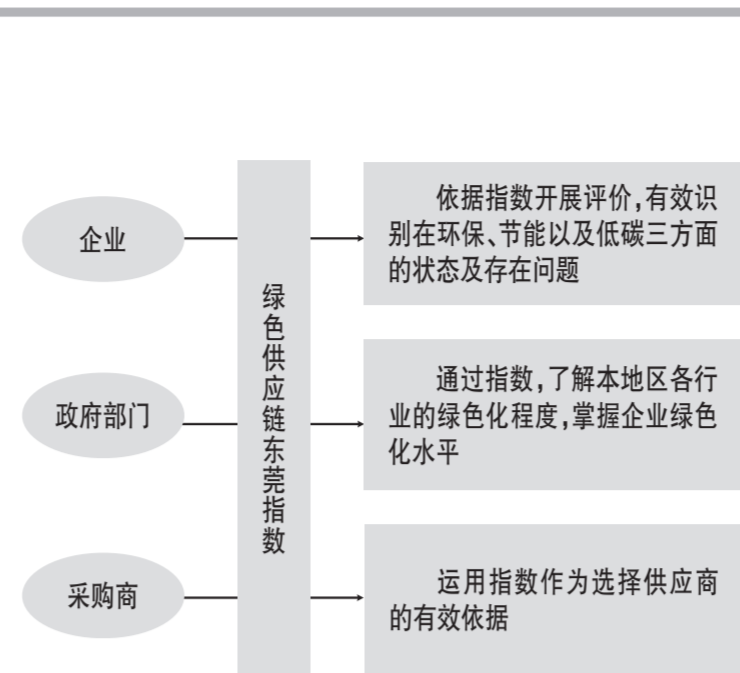 企业
绿色供应链东莞指数
依据指数开展评价,有效识
别在环保、节能以及低碳三方面
的状态及存在问题
政府部门
通过指数,了解本地区各行
业的绿色化程度,掌握企业绿色
化水平
采购商
运用指数作为选择供应商
的有效依据